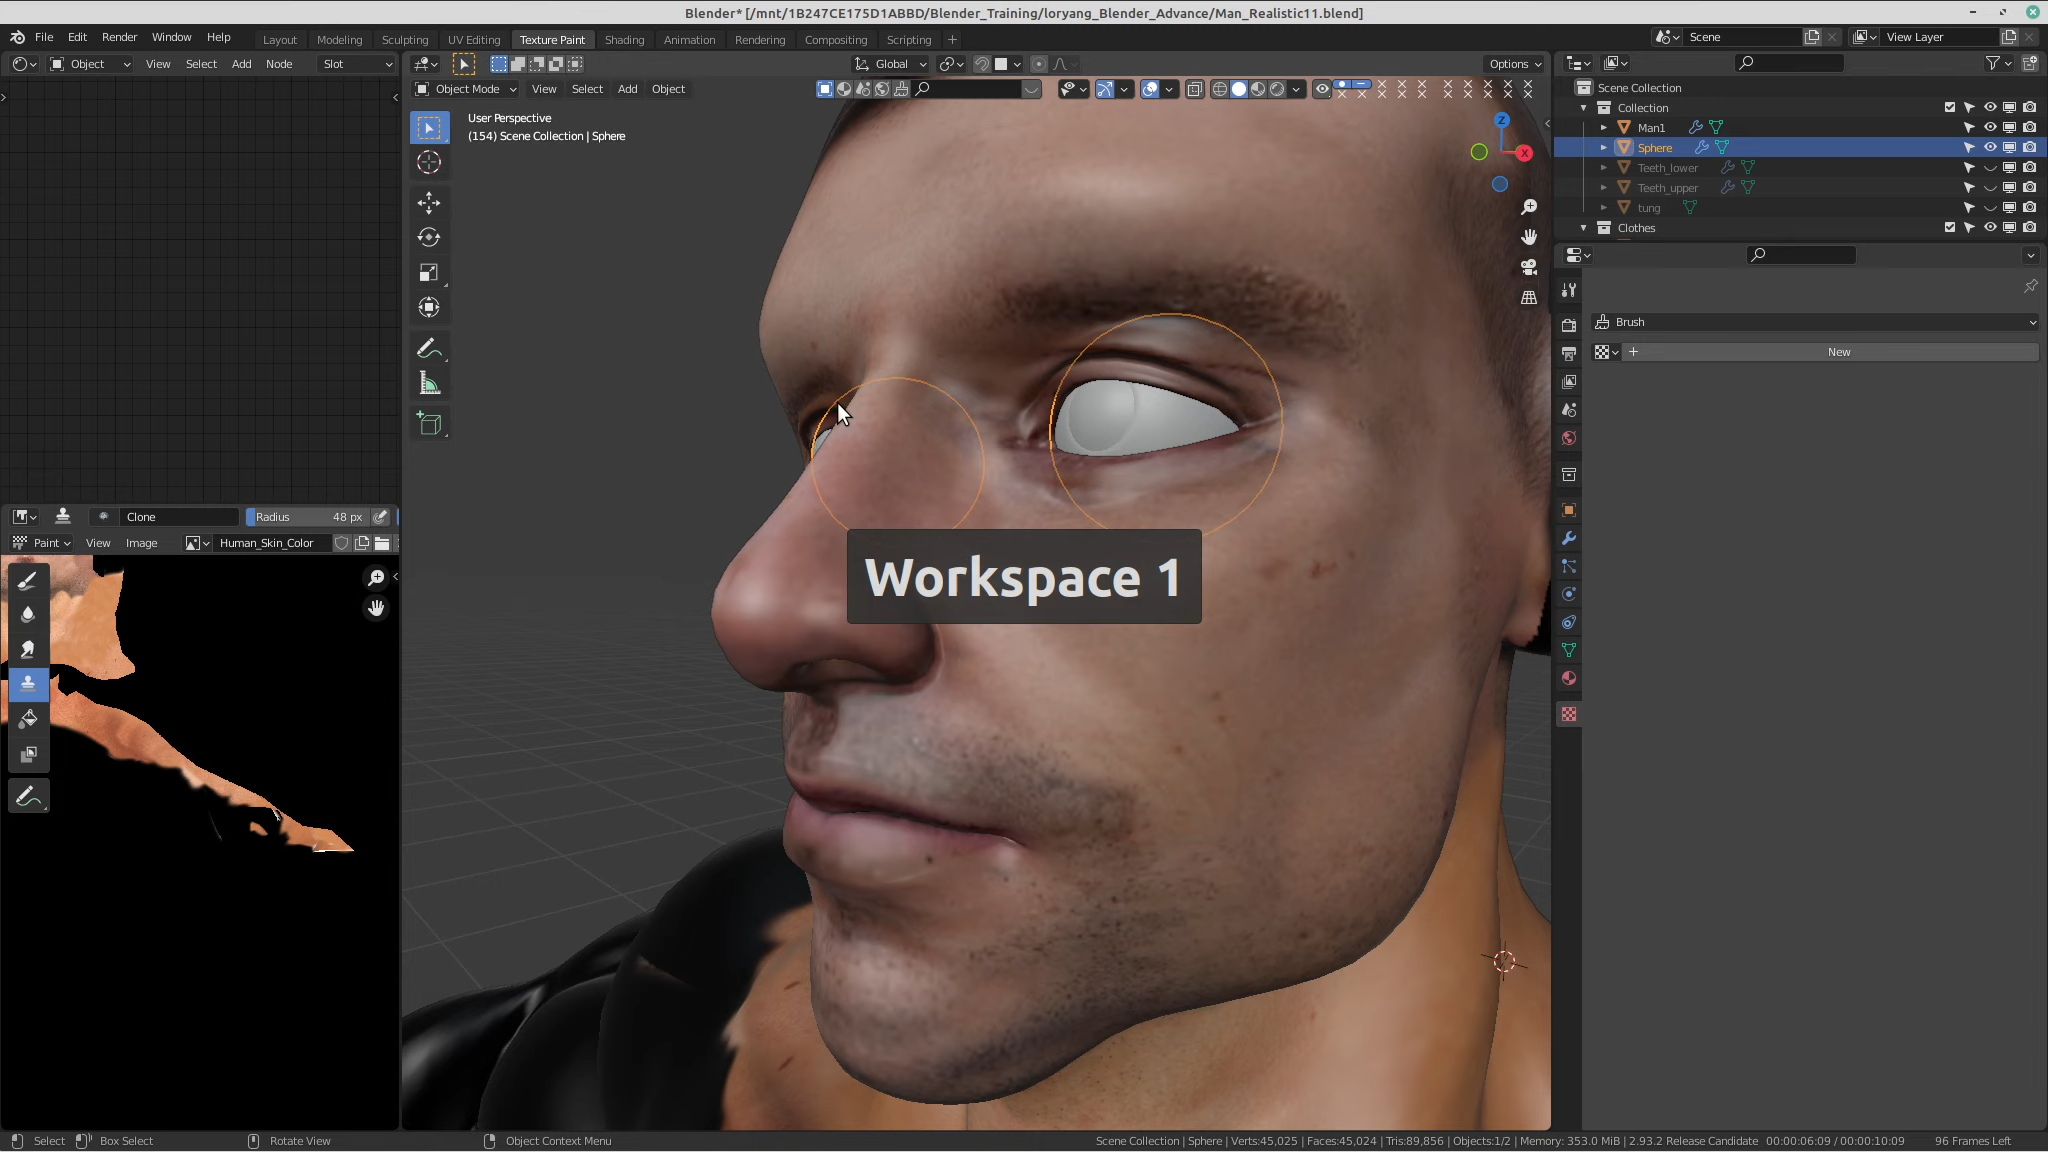 Blender* [/mnt/1B247CE175D1ABBD/Blender_Training/loryang_Blender_Advance/Man_Realistic11.blend]
File Edit Render Window Help Layout Modeling Sculpting UV Editing Texture Paint Shading Animation Rendering Compositing Scripting + Scene View Layer
Object View Select Add Node Slot Global Options
Object Mode View Select Add Object
User Perspective
(154) Scene Collection | Sphere
Z
X
Scene Collection
Collection
Man1
Sphere
Teeth_lower
Teeth_upper
tung
Clothes
Brush
New
Clone Radius 48 px
Paint View Image Human_Skin_Color
Workspace 1
Select Box Select Rotate View Object Context Menu Scene Collection | Sphere | Verts:45,025 | Faces:45,024 | Tris:89,856 | Objects:1/2 | Memory: 353.0 MiB | 2.93.2 Release Candidate 00:00:06:09 / 00:00:10:09 96 Frames Left